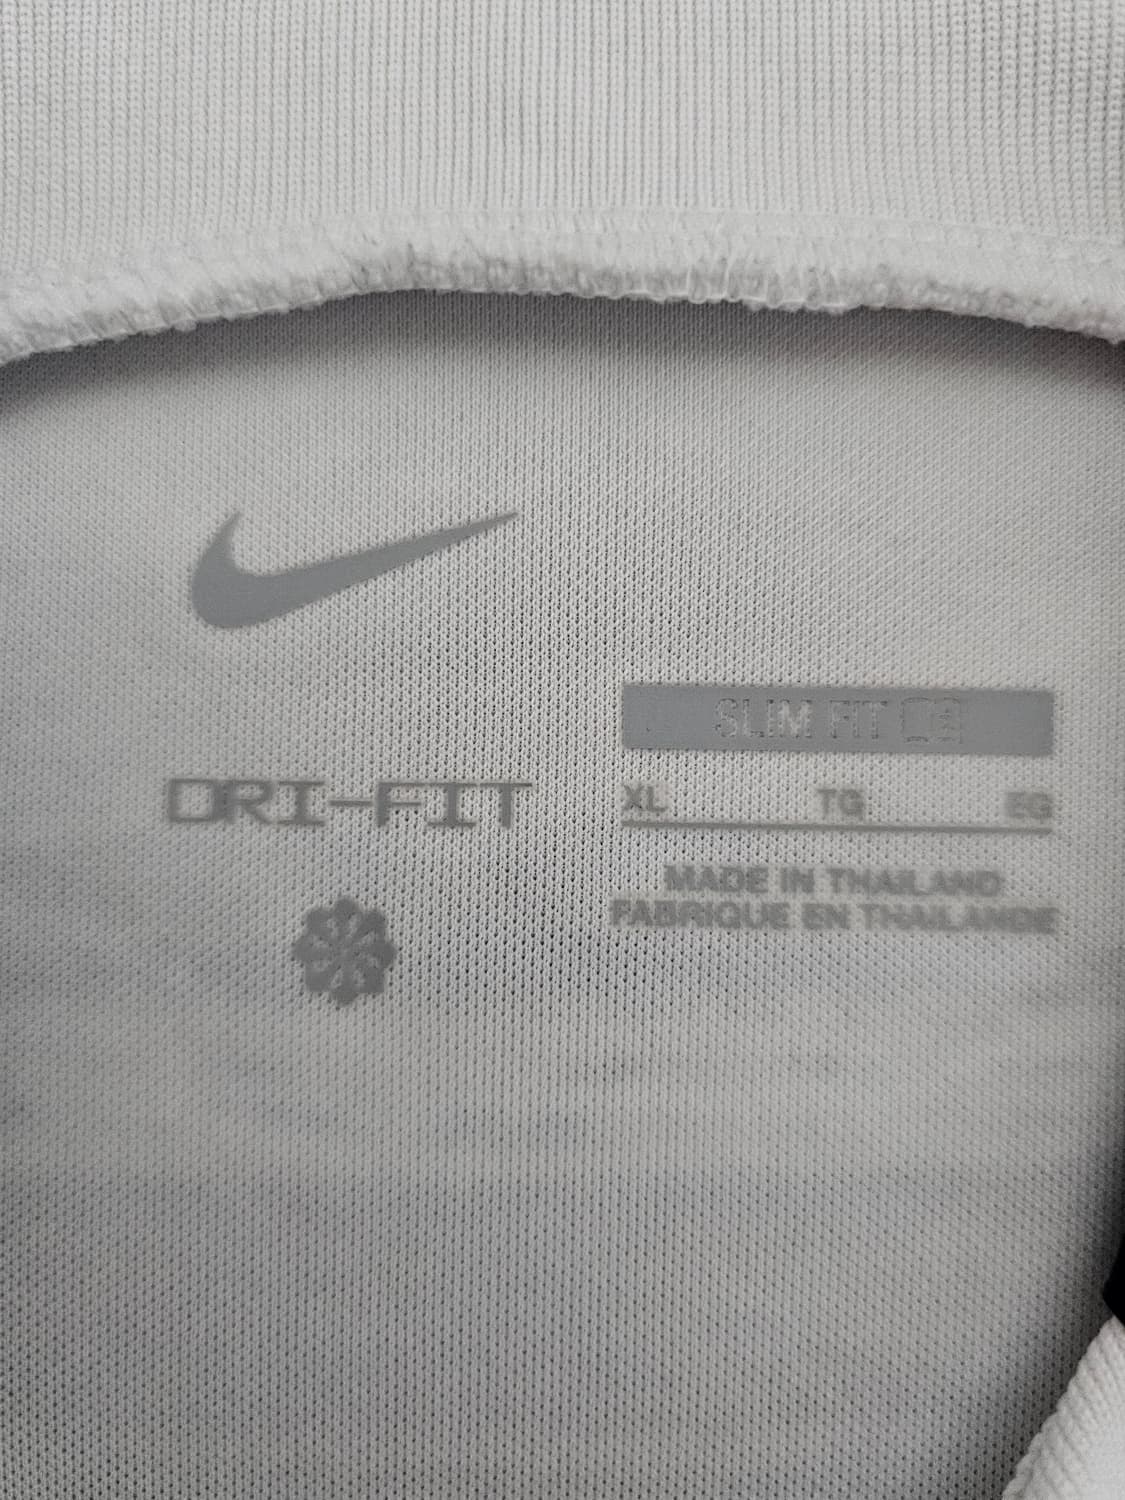 SLIM FIT
DRI-FIT
XL TG EG
MADE IN THAILAND
FABRIQUE EN THAILANDE